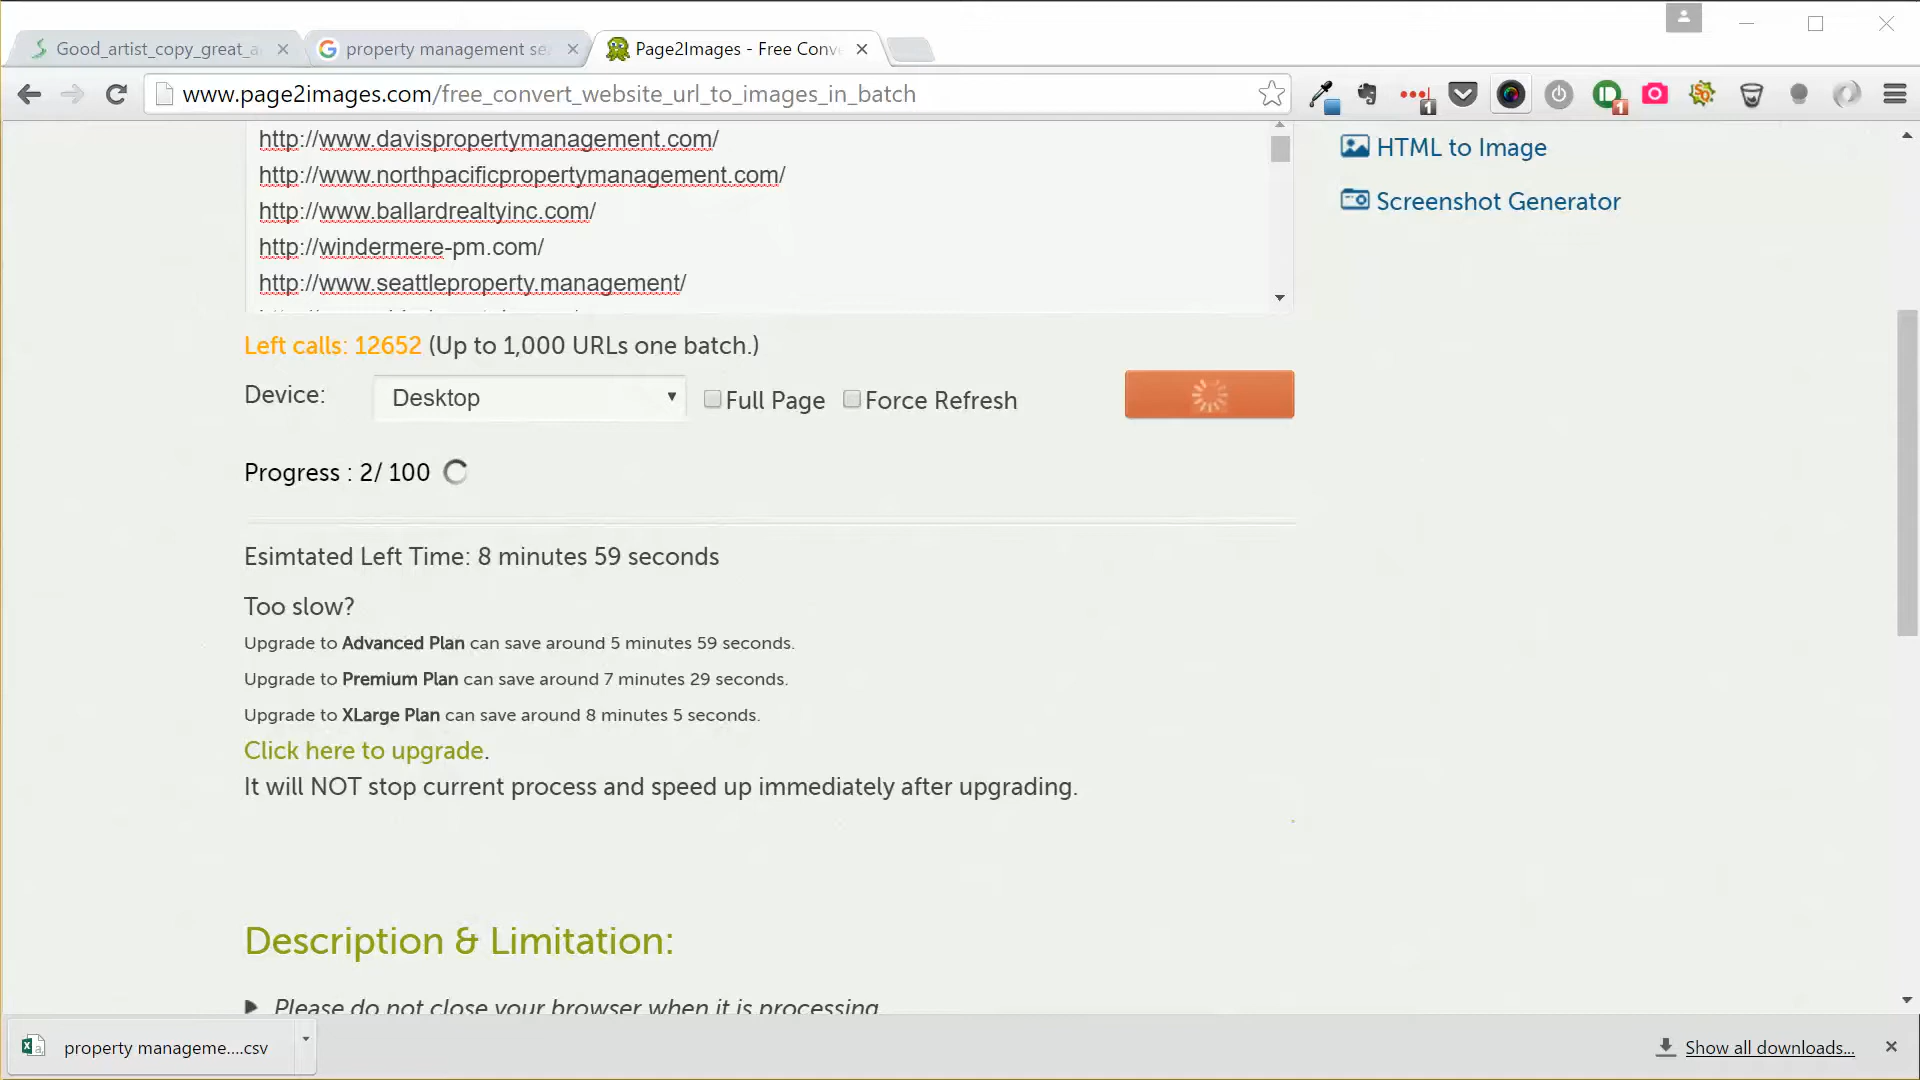 Good_artist_copy_great_a
property management se
Page2Images - Free Conv
www.page2images.com/free_convert_website_url_to_images_in_batch
1
1
http://www.davispropertymanagement.com/
http://www.northpacificpropertymanagement.com/
http://www.ballardrealtyinc.com/
http://windermere-pm.com/
http://www.seattleproperty.management/
HTML to Image
Screenshot Generator
Left calls: 12652 (Up to 1,000 URLs one batch.)
Device: Desktop Full Page Force Refresh
Progress : 2/ 100
Esimtated Left Time: 8 minutes 59 seconds
Too slow?
Upgrade to Advanced Plan can save around 5 minutes 59 seconds.
Upgrade to Premium Plan can save around 7 minutes 29 seconds.
Upgrade to XLarge Plan can save around 8 minutes 5 seconds.
Click here to upgrade.
It will NOT stop current process and speed up immediately after upgrading.
Description & Limitation:
Please do not close your browser when it is processing
property manageme....csv
Show all downloads...